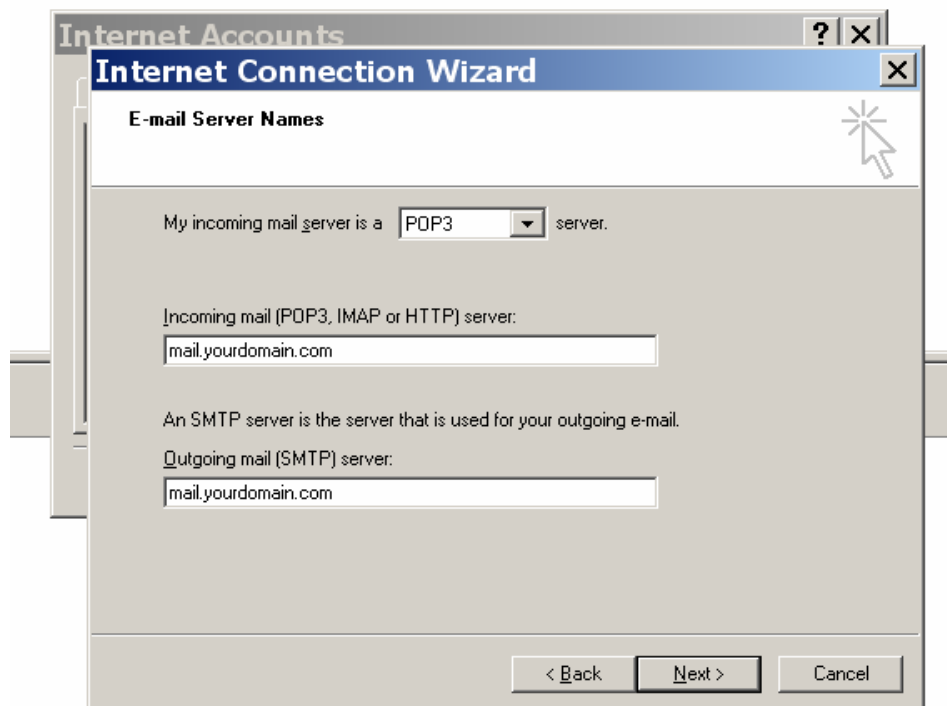 Internet Accounts
Internet Connection Wizard
E-mail Server Names
My incoming mail server is a POP3 server.
Incoming mail (POP3, IMAP or HTTP) server:
mail.yourdomain.com
An SMTP server is the server that is used for your outgoing e-mail.
Outgoing mail (SMTP) server:
mail.yourdomain.com
< Back Next > Cancel